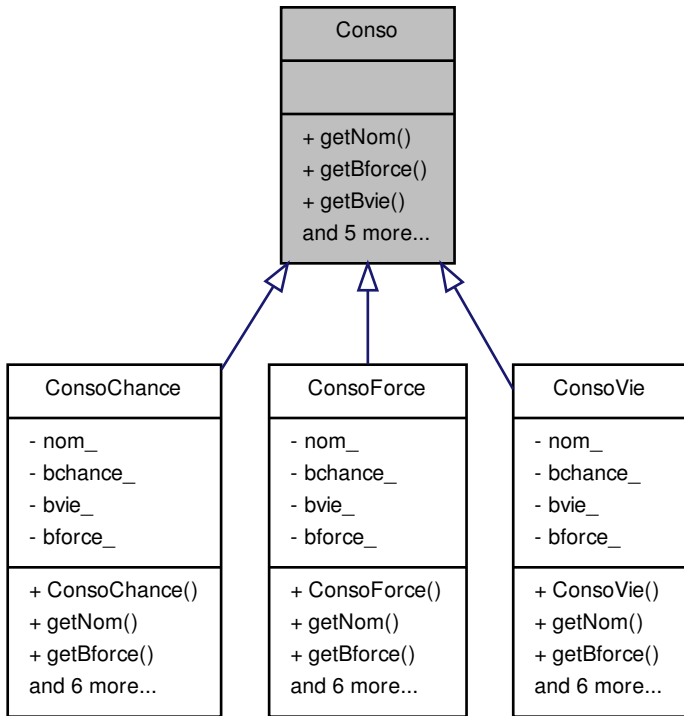 Conso
+ getNom()
+ getBforce()
+ getBvie()
and 5 more...
ConsoChance
- nom_
- bchance_
- bvie_
- bforce_
+ ConsoChance()
+ getNom()
+ getBforce()
and 6 more...
ConsoForce
- nom_
- bchance_
- bvie_
- bforce_
+ ConsoForce()
+ getNom()
+ getBforce()
and 6 more...
ConsoVie
- nom_
- bchance_
- bvie_
- bforce_
+ ConsoVie()
+ getNom()
+ getBforce()
and 6 more...